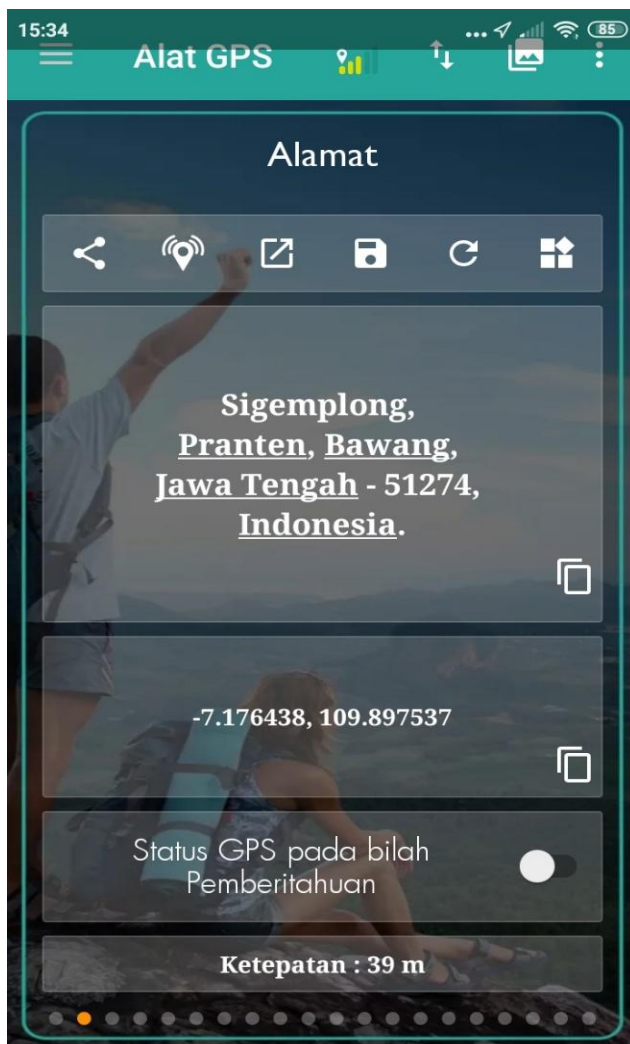 15:34
85
Alat GPS
Alamat
Sigemplong,
Pranten, Bawang,
Jawa Tengah - 51274,
Indonesia.
-7.176438, 109.897537
Status GPS pada bilah
Pemberitahuan
Ketepatan : 39 m